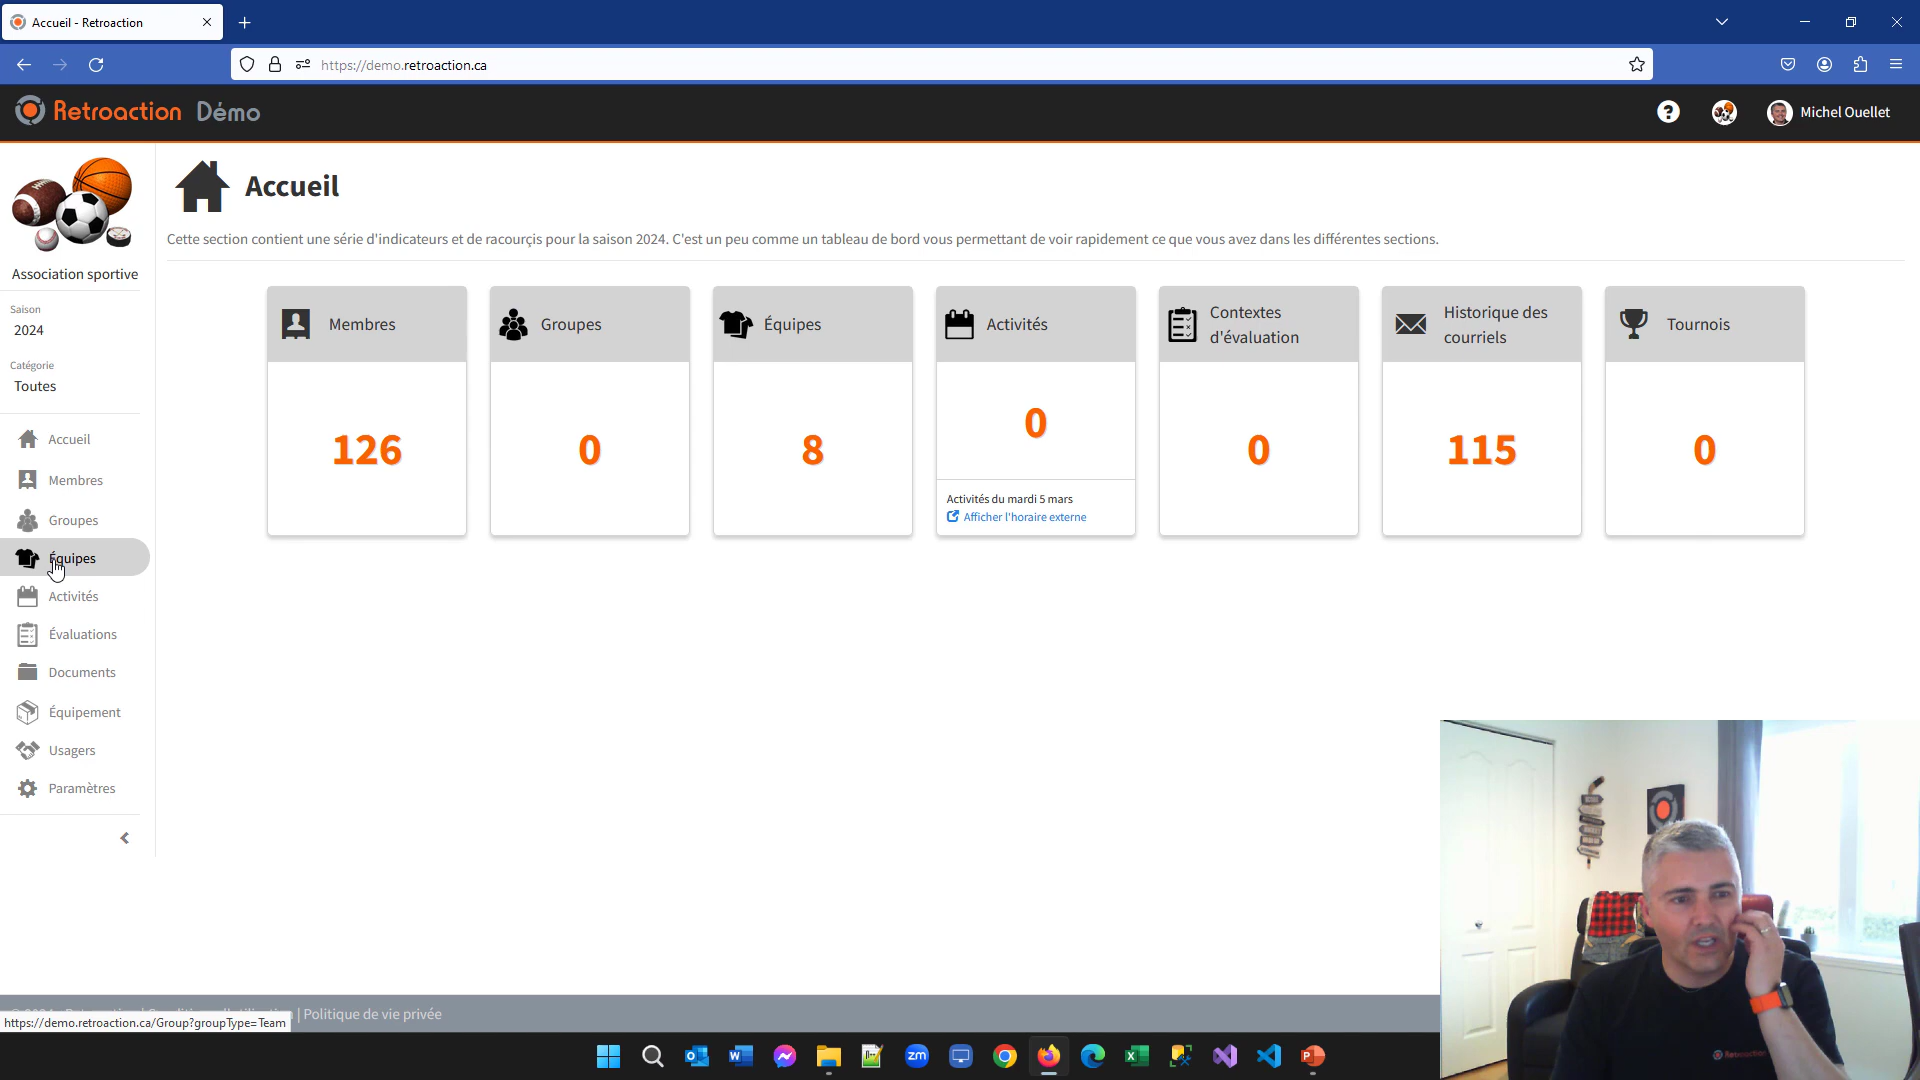 Accueil - Retroaction
https://demo.retroaction.ca
Retroaction Démo
?
Michel Ouellet
Association sportive
Saison
2024
Catégorie
Toutes
Accueil
Membres
Groupes
Équipes
Activités
Évaluations
Documents
Équipement
Usagers
Paramètres
Accueil
Cette section contient une série d'indicateurs et de racourçis pour la saison 2024. C'est un peu comme un tableau de bord vous permettant de voir rapidement ce que vous avez dans les différentes sections.
Membres
126
Groupes
0
Équipes
8
Activités
0
Activités du mardi 5 mars
Afficher l'horaire externe
Contextes
d'évaluation
0
Historique des
courriels
115
Tournois
0
| Politique de vie privée
https://demo.retroaction.ca/Group?groupType=Team
zm
Retroaction